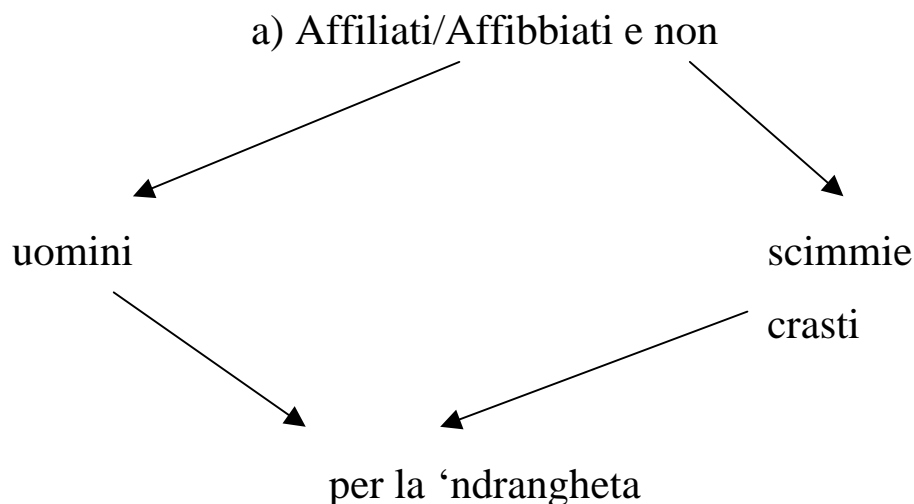 a) Affiliati/Affibbiati e non
uomini
scimmie
crasti
per la ‘ndrangheta